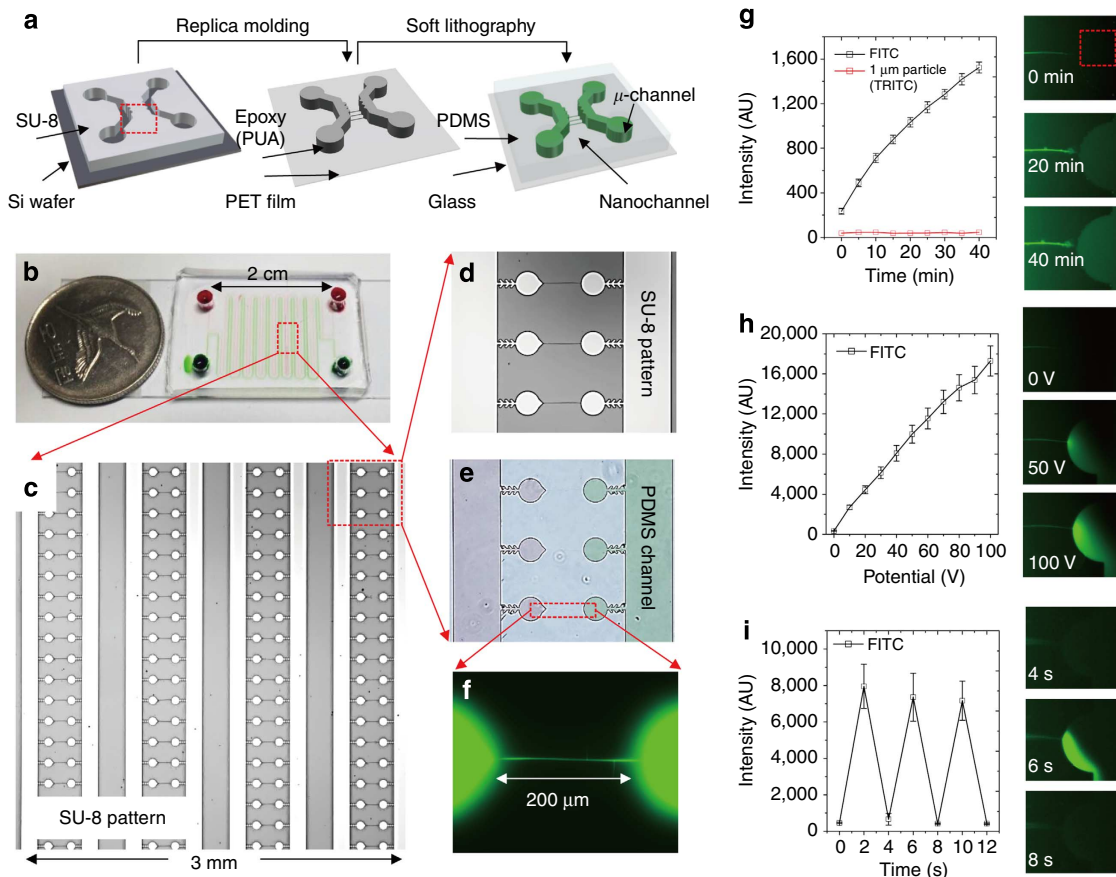 a
Replica molding
Soft lithography
SU-8
Si wafer
Epoxy
(PUA)
PET film
PDMS
Glass
μ-channel
Nanochannel
b
2 cm
c
SU-8 pattern
3 mm
d
SU-8 pattern
e
PDMS channel
f
200 μm
g
Intensity (AU)
1,600
1,200
800
400
0
FITC
1 μm particle
(TRITC)
0 10 20 30 40
Time (min)
0 min
20 min
40 min
h
Intensity (AU)
20,000
16,000
12,000
8,000
4,000
0
FITC
0 20 40 60 80 100
Potential (V)
0 V
50 V
100 V
i
Intensity (AU)
10,000
8,000
6,000
4,000
2,000
0
FITC
0 2 4 6 8 10 12
Time (s)
4 s
6 s
8 s